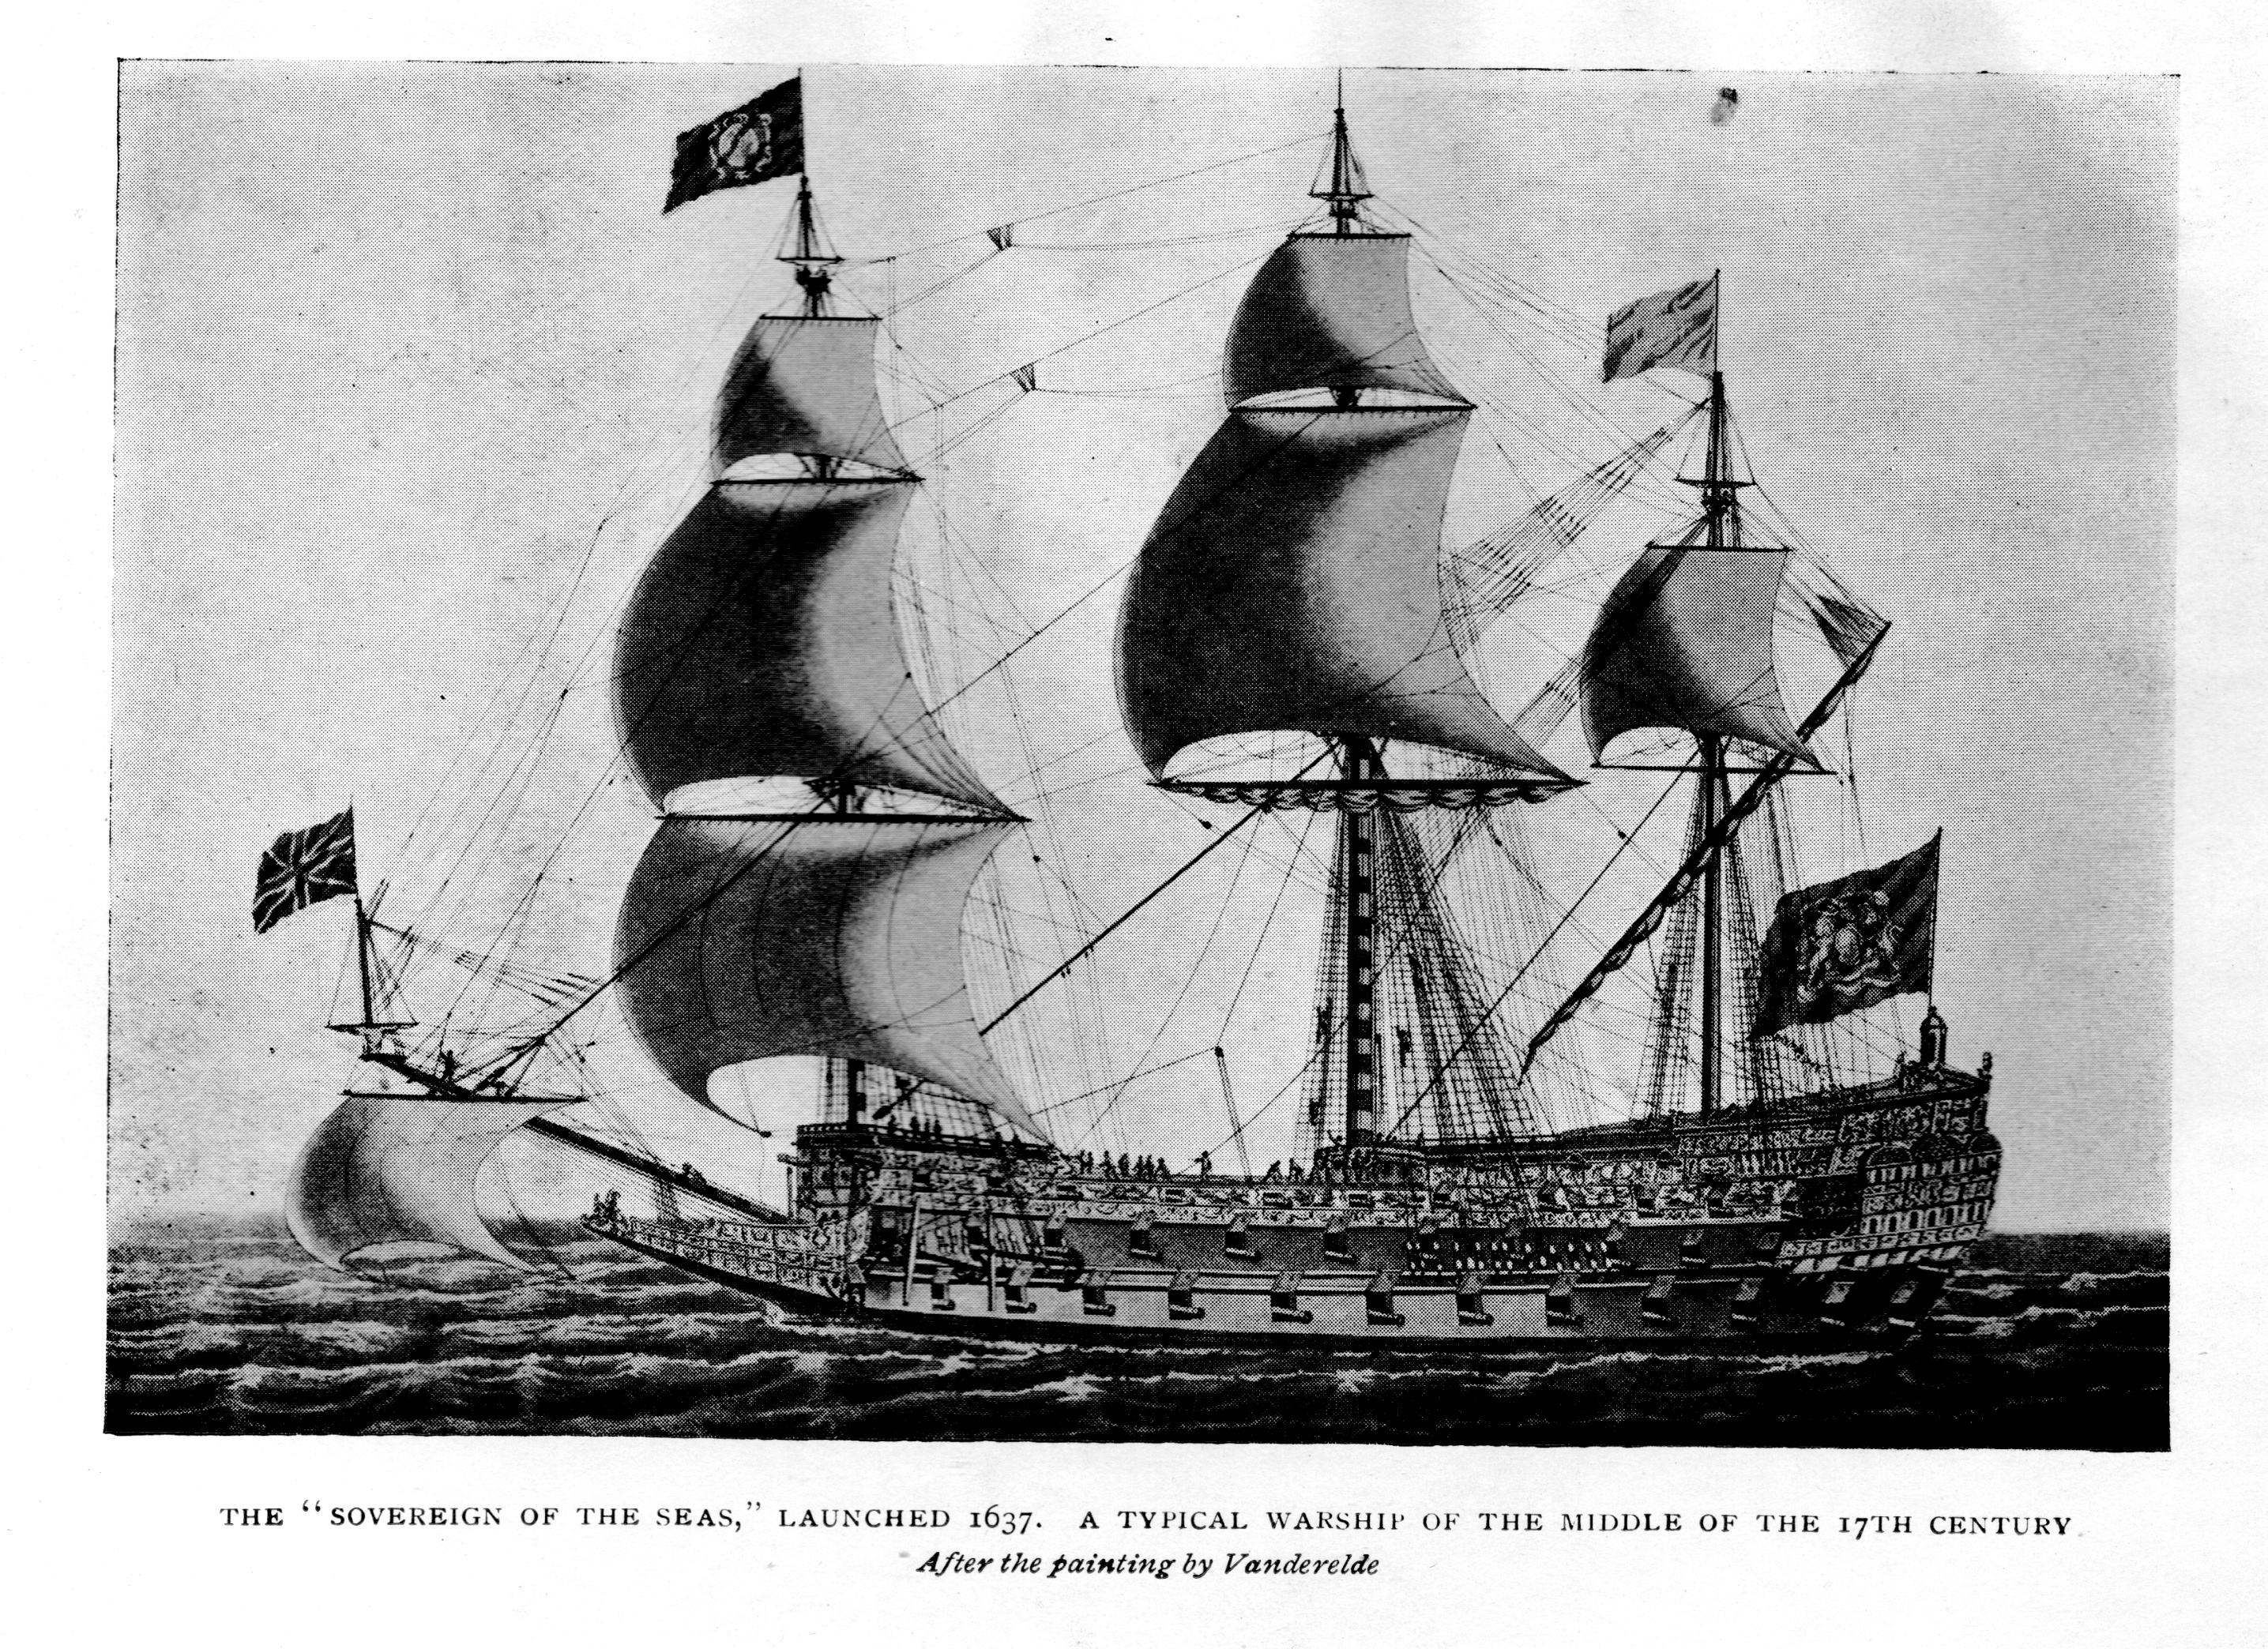 THE “SOVEREIGN OF THE SEAS,” LAUNCHED 1637. A TYPICAL WARSHIP OF THE MIDDLE OF THE 17TH CENTURY
After the painting by Vanderelde